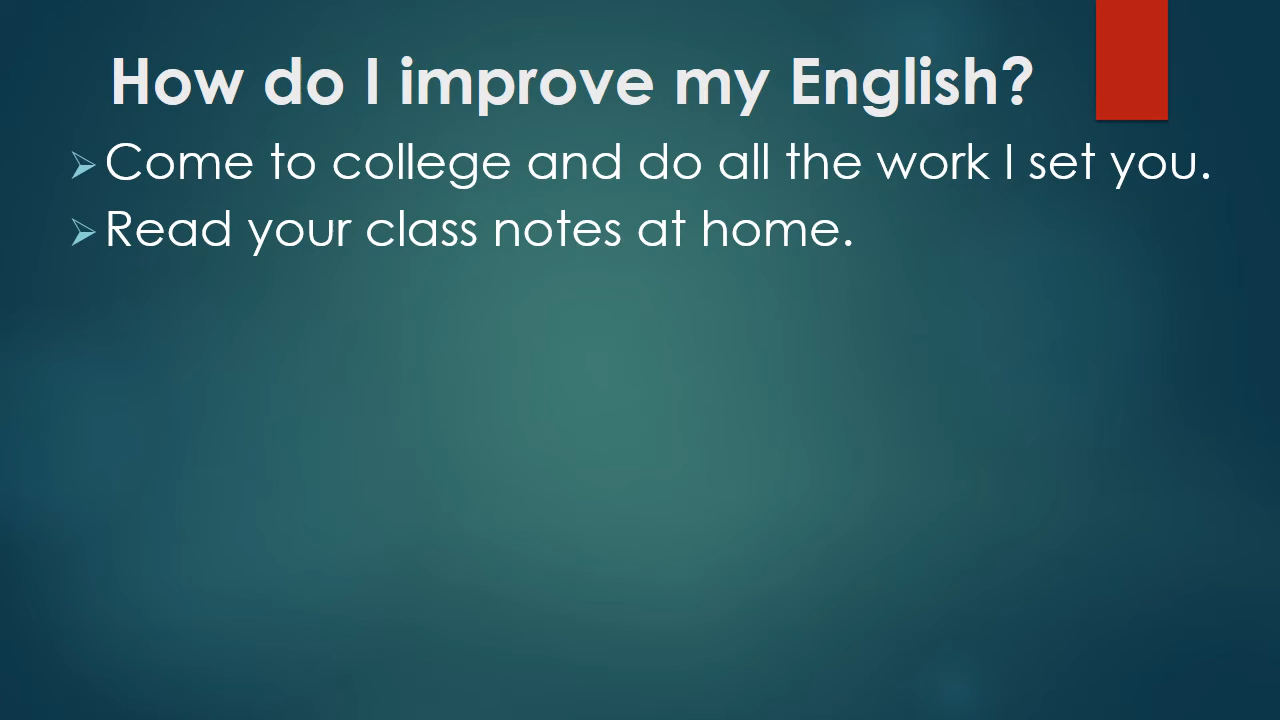 How do I improve my English?
Come to college and do all the work I set you.
Read your class notes at home.